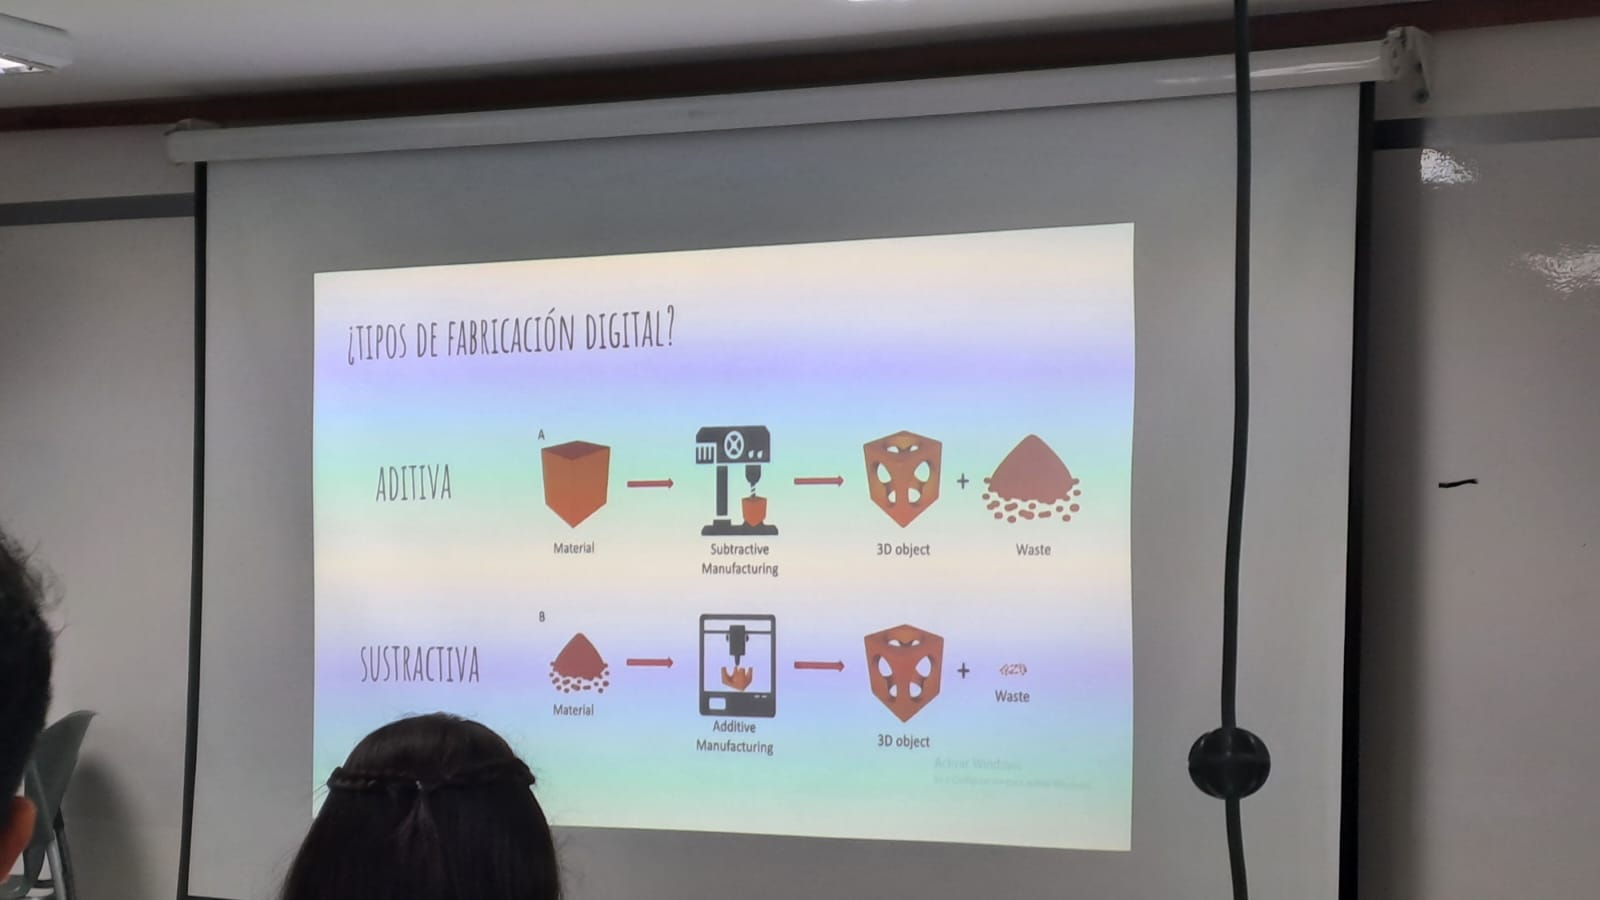 ¿TIPOS DE FABRICACIÓN DIGITAL?
A
ADITIVA
+
Material
Subtractive
Manufacturing
3D object
Waste
B
SUSTRACTIVA
+
Material
Additive
Manufacturing
3D object
Waste
Activar Windows